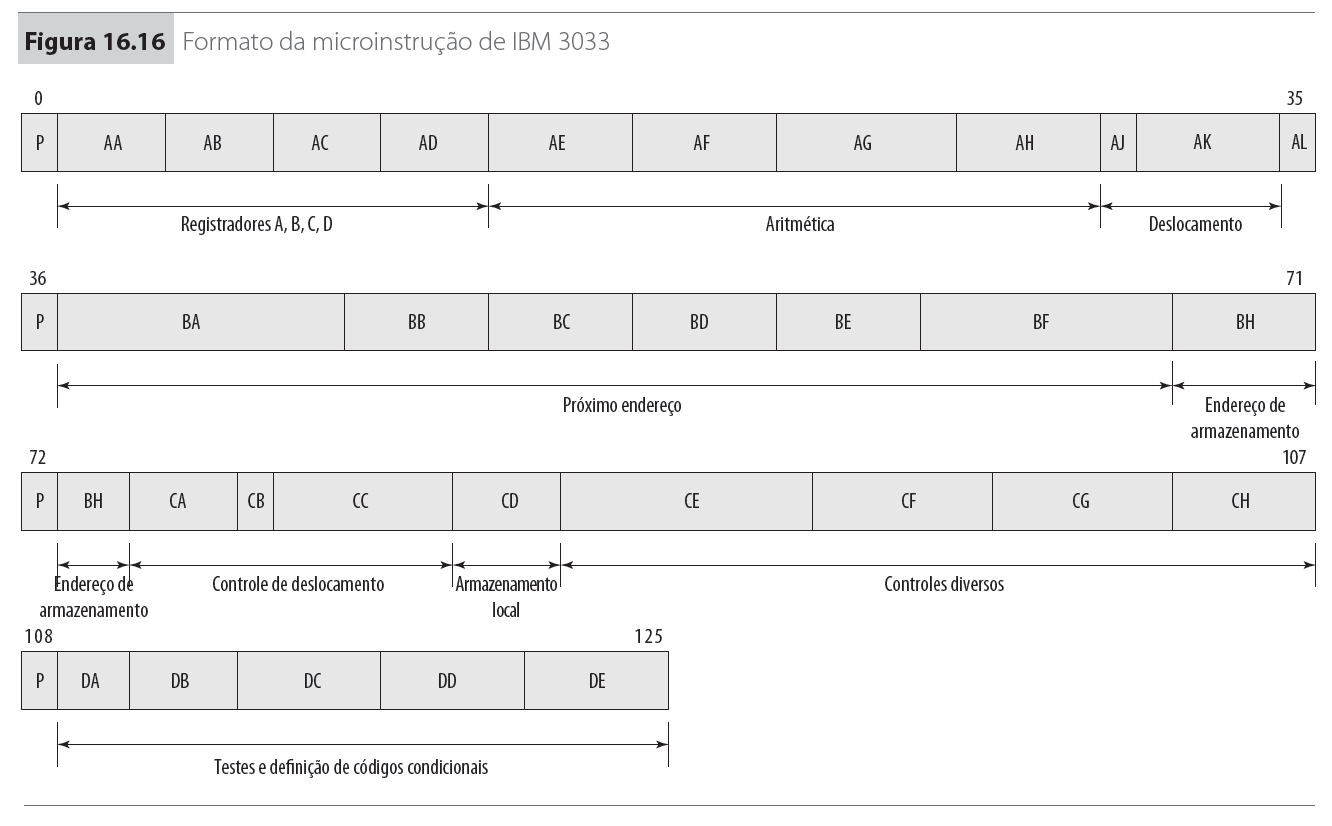 Figura 16.16 Formato da microinstrução de IBM 3033
0 35
P AA AB AC AD AE AF AG AH AJ AK AL
Registradores A, B, C, D Aritmética Deslocamento
36 71
P BA BB BC BD BE BF BH
Próximo endereço Endereço de
armazenamento
72 107
P BH CA CB CC CD CE CF CG CH
Endereço de Controle de deslocamento Armazenamento Controles diversos
armazenamento local
108 125
P DA DB DC DD DE
Testes e definição de códigos condicionais